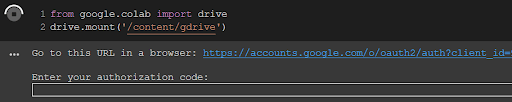 1 from google.colab import drive
2 drive.mount('/content/gdrive')
Go to this URL in a browser: https://accounts.google.com/o/oauth2/auth?client_id=
Enter your authorization code: